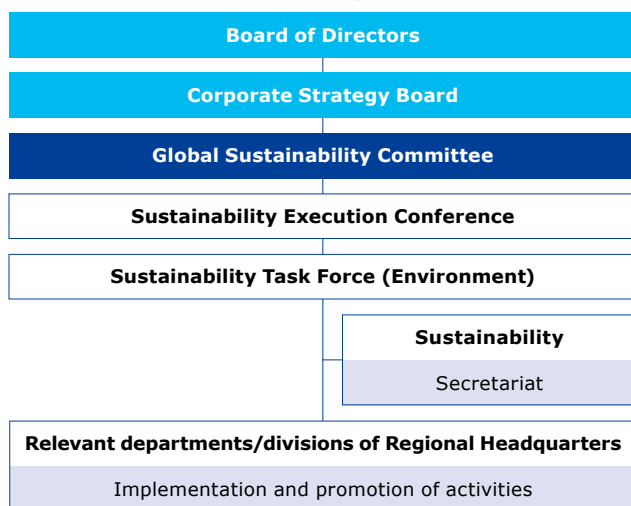 Board of Directors
Corporate Strategy Board
Global Sustainability Committee
Sustainability Execution Conference
Sustainability Task Force (Environment)
Sustainability
Secretariat
Relevant departments/divisions of Regional Headquarters
Implementation and promotion of activities